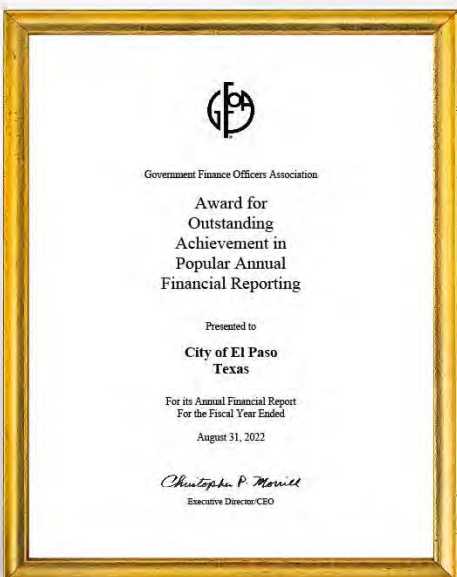 GFOA
Government Finance Officers Association
Award for
Outstanding
Achievement in
Popular Annual
Financial Reporting
Presented to
City of El Paso
Texas
For its Annual Financial Report
For the Fiscal Year Ended
August 31, 2022
Christopher P. Morrill
Executive Director/CEO